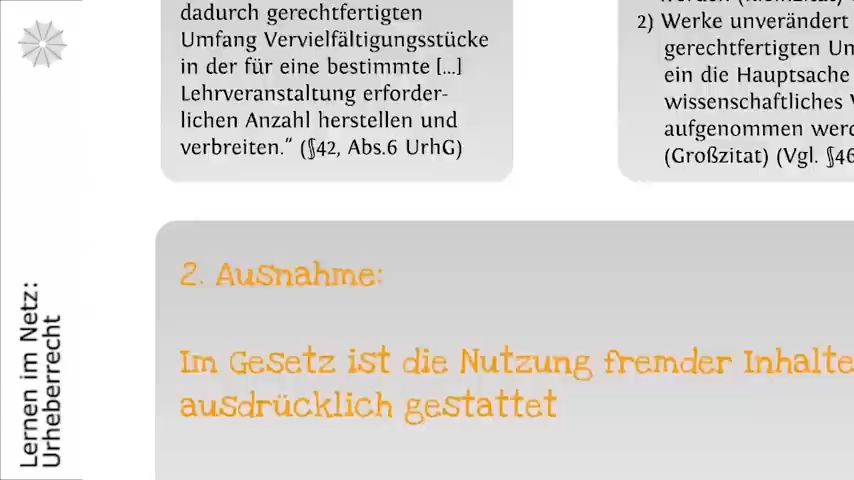 dadurch gerechtfertigten
Umfang Vervielfältigungsstücke
in der für eine bestimmte [...]
Lehrveranstaltung erforder-
lichen Anzahl herstellen und
verbreiten.” (§42, Abs.6 UrhG)
2) Werke unverändert
gerechtfertigten
ein die Hauptsache
wissenschaftliches
aufgenommen
(Großzitat) (Vgl. §46
2. Ausnahme:
Im Gesetz ist die Nutzung fremder Inhalte
ausdrücklich gestattet
Lernen im Netz:
Urheberrecht